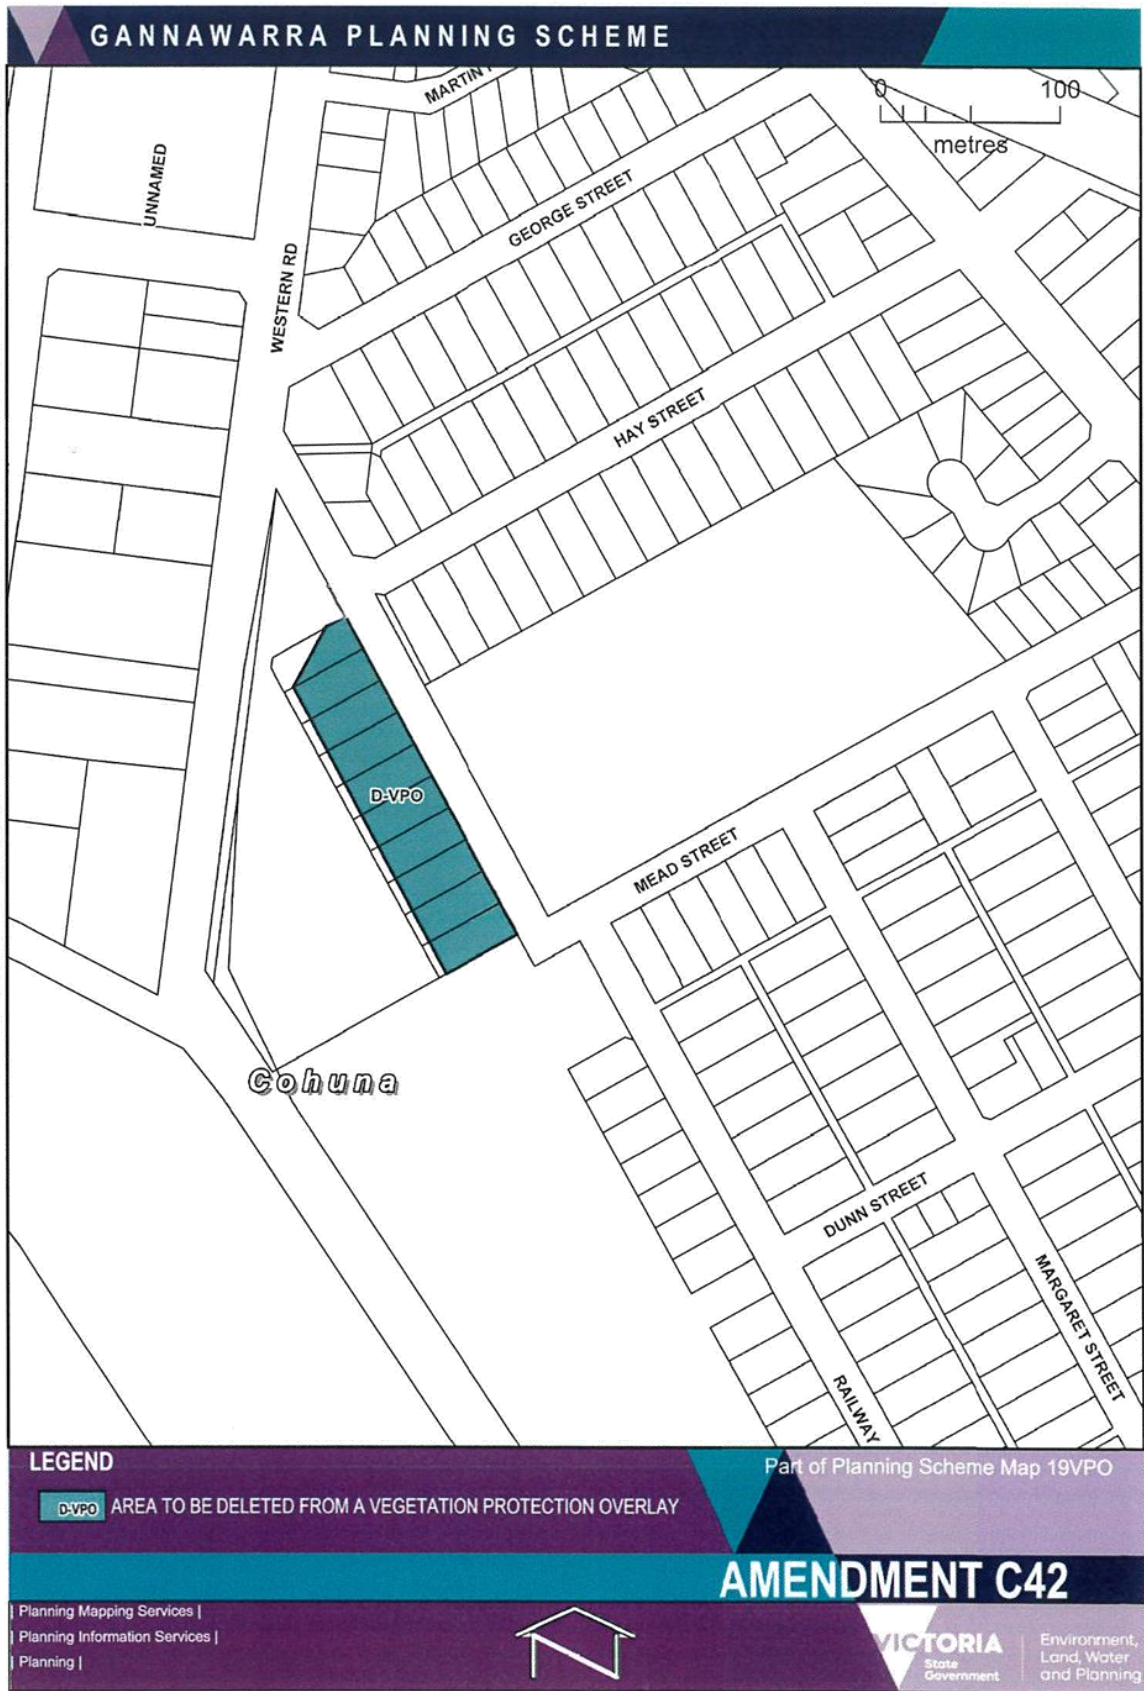 GANNAWARRA PLANNING SCHEME
MARTIN
0 100
metres
UNNAMED
GEORGE STREET
WESTERN RD
HAY STREET
D-VPO
MEAD STREET
Cohuna
DUNN STREET
MARGARET STREET
RAILWAY
LEGEND
Part of Planning Scheme Map 19VPO
D-VPO AREA TO BE DELETED FROM A VEGETATION PROTECTION OVERLAY
AMENDMENT C42
| Planning Mapping Services |
| Planning Information Services |
| Planning |
N
VICTORIA
State
Government
Environment,
Land, Water
and Planning